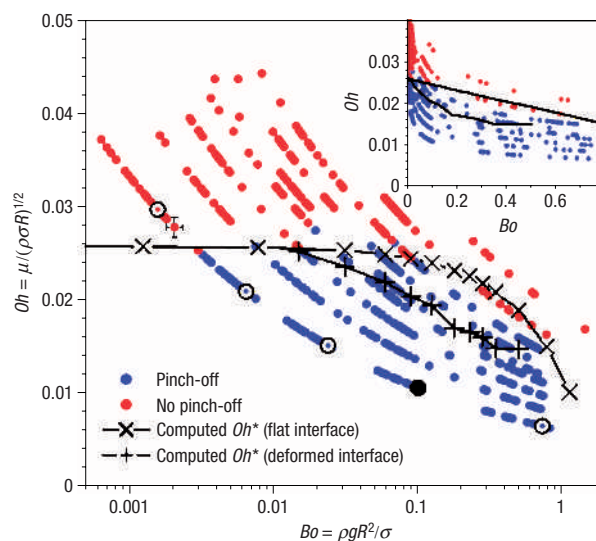 0.05
0.04
0.03
0.02
0.01
0
Oh = μ/(ρσR)1/2
0.001
0.01
0.1
1
Bo = ρgR2/σ
Pinch-off
No pinch-off
Computed Oh* (flat interface)
Computed Oh* (deformed interface)
0.04
0.03
0.02
0.01
0
Oh
0
0.2
0.4
0.6
Bo